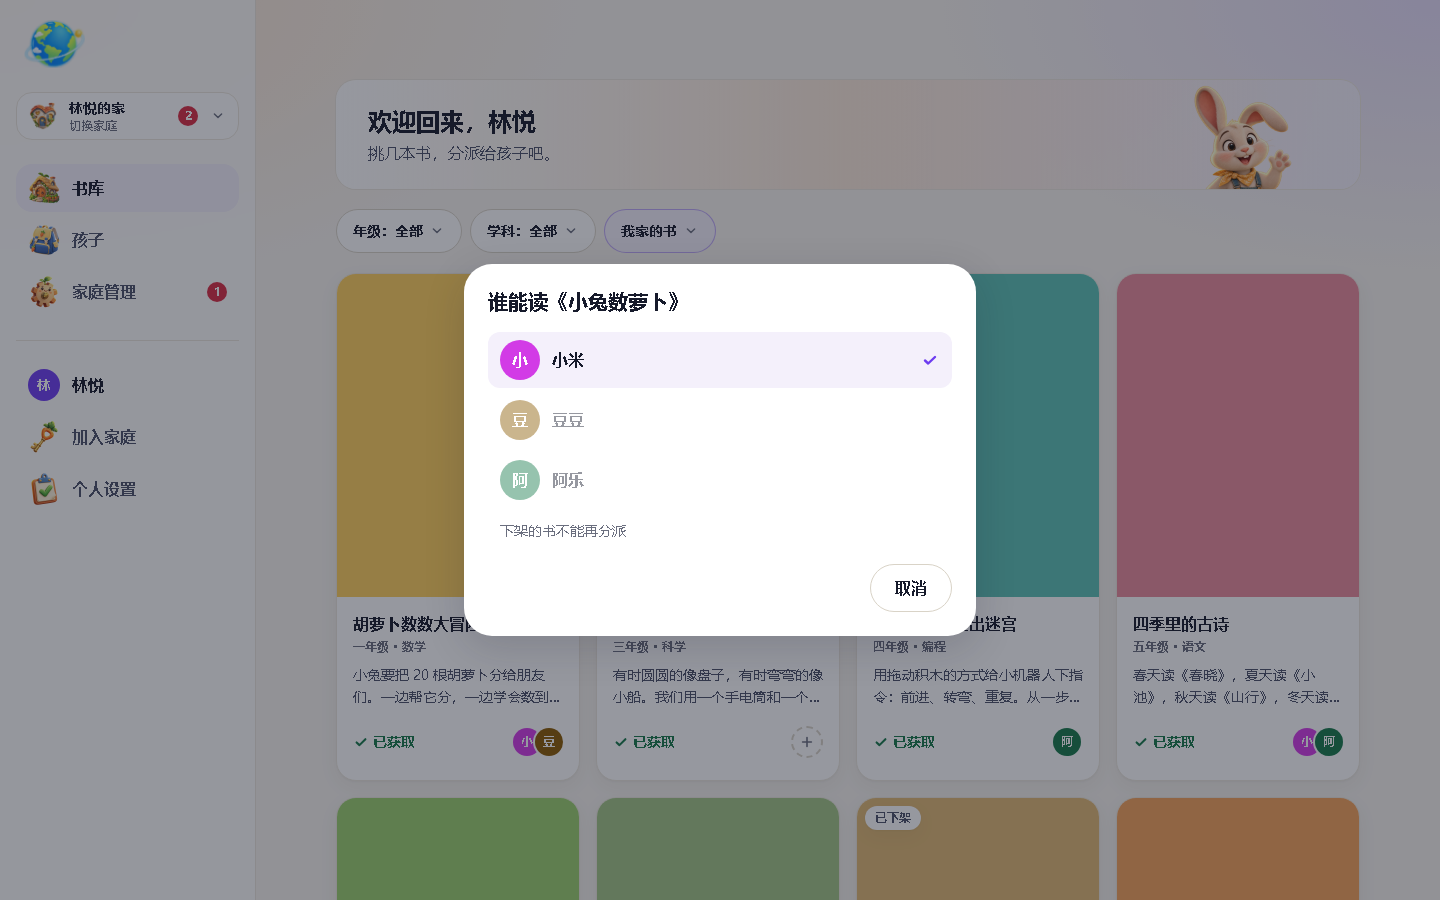 林悦的家
切换家庭
2
书库
孩子
家庭管理
1
林
林悦
加入家庭
个人设置
欢迎回来，林悦
挑几本书，分派给孩子吧。
年级：全部
学科：全部
我家的书
谁能读《小兔数萝卜》
小
小米
豆
豆豆
阿
阿乐
下架的书不能再分派
取消
胡萝卜数数大冒
一年级·数学
小兔要把 20 根胡萝卜分给朋友
们。一边帮它分，一边学会数到...
已获取
小
豆
三年级·科学
有时圆圆的像盘子，有时弯弯的像
小船。我们用一个手电筒和一个...
已获取
出迷宫
四年级·编程
用拖动积木的方式给小机器人下指
令：前进、转弯、重复。从一步...
已获取
阿
四季里的古诗
五年级·语文
春天读《春晓》，夏天读《小
池》，秋天读《山行》，冬天读...
已获取
小
阿
已下架